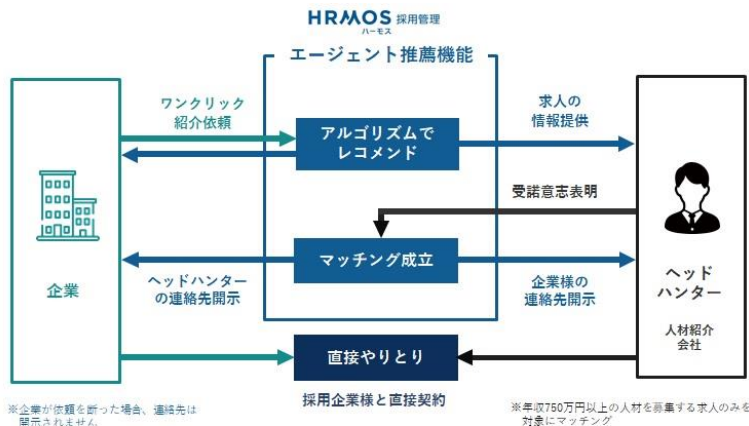 HRMOS 採用管理
ハーモス
エージェント推薦機能
ワンクリック
紹介依頼
アルゴリズムで
レコメンド
求人の
情報提供
受諾意志表明
マッチング成立
ヘッドハンター
の連絡先開示
企業様の
連絡先開示
企業
ヘッド
ハンター
人材紹介
会社
直接やりとり
採用企業様と直接契約
※企業が依頼を断った場合、連絡先は
開示されません
※年収750万円以上の人材を募集する求人のみを
対象にマッチング